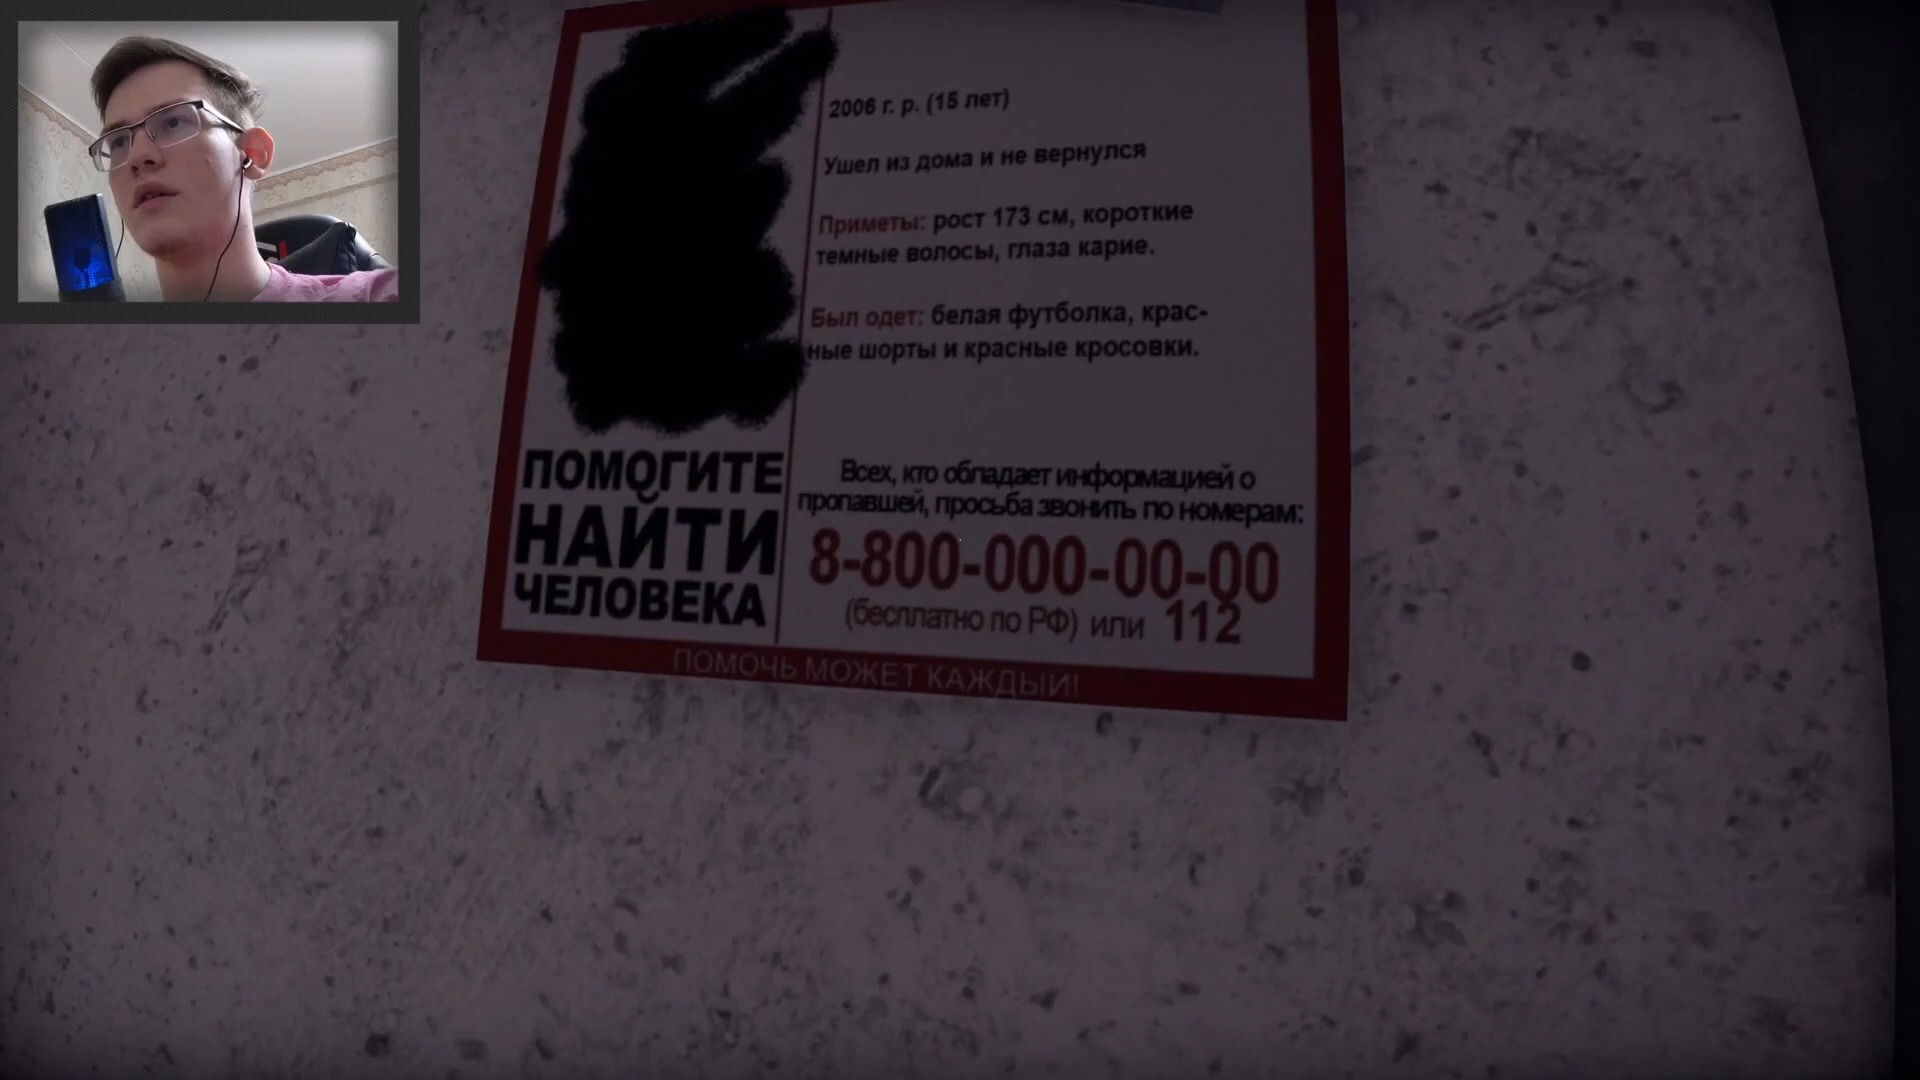 2006 г. р. (15 лет)
Ушел из дома и не вернулся
Приметы: рост 173 см, короткие
темные волосы, глаза карие.
Был одет: белая футболка, крас-
ные шорты и красные кросовки.
ПОМОГИТЕ
НАЙТИ
ЧЕЛОВЕКА
Всех, кто обладает информацией о
пропавшей, просьба звонить по номерам:
8-800-000-00-00
(бесплатно по РФ) или 112
ПОМОЧЬ МОЖЕТ КАЖДЫЙ!